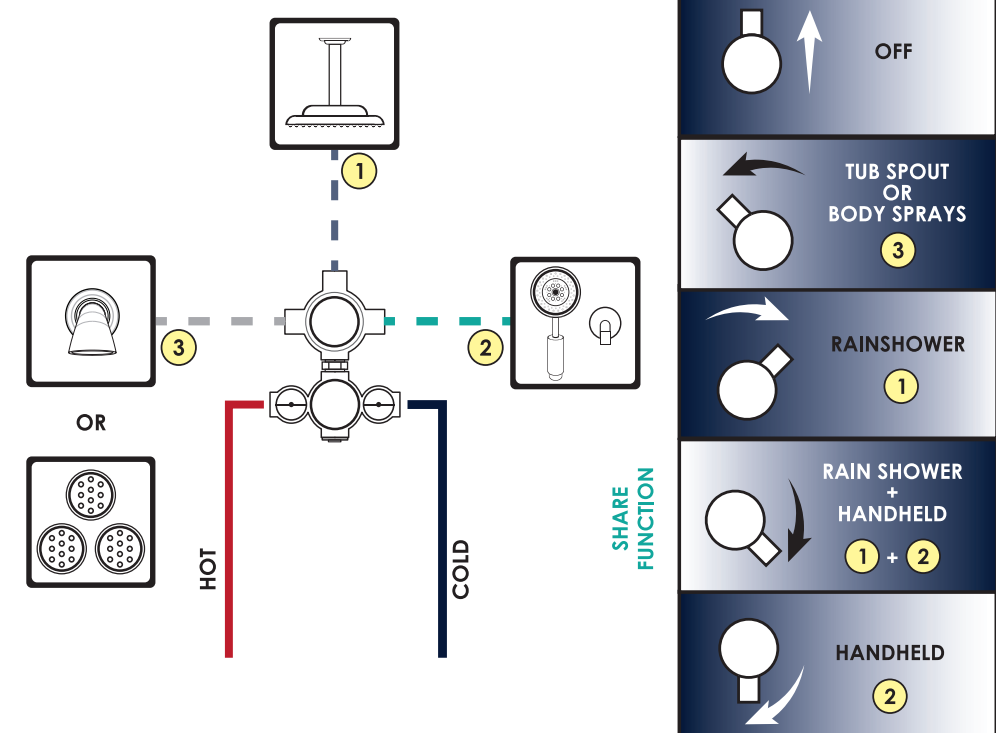 1
3
2
OR
HOT
COLD
SHARE
FUNCTION
OFF
TUB SPOUT
OR
BODY SPRAYS
3
RAINSHOWER
1
RAIN SHOWER
+
HANDHELD
1 + 2
HANDHELD
2